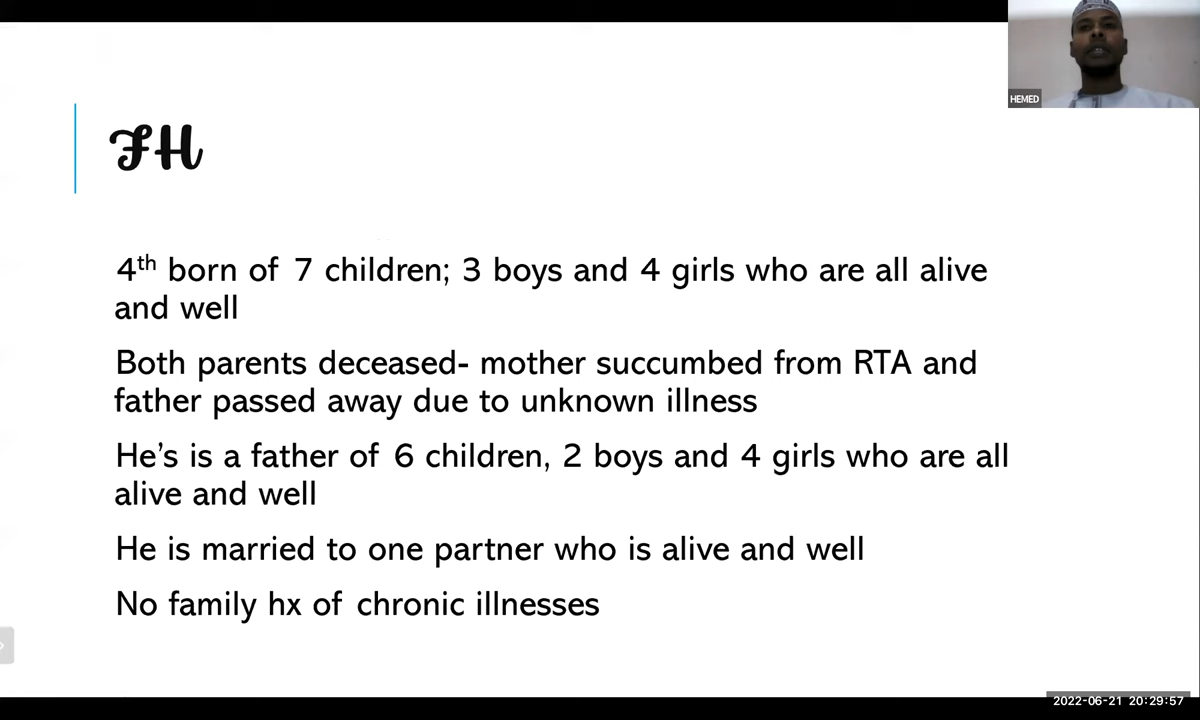 HEMED
FH
4th born of 7 children; 3 boys and 4 girls who are all alive
and well
Both parents deceased- mother succumbed from RTA and
father passed away due to unknown illness
He’s is a father of 6 children, 2 boys and 4 girls who are all
alive and well
He is married to one partner who is alive and well
No family hx of chronic illnesses
2022-06-21 20:29:57